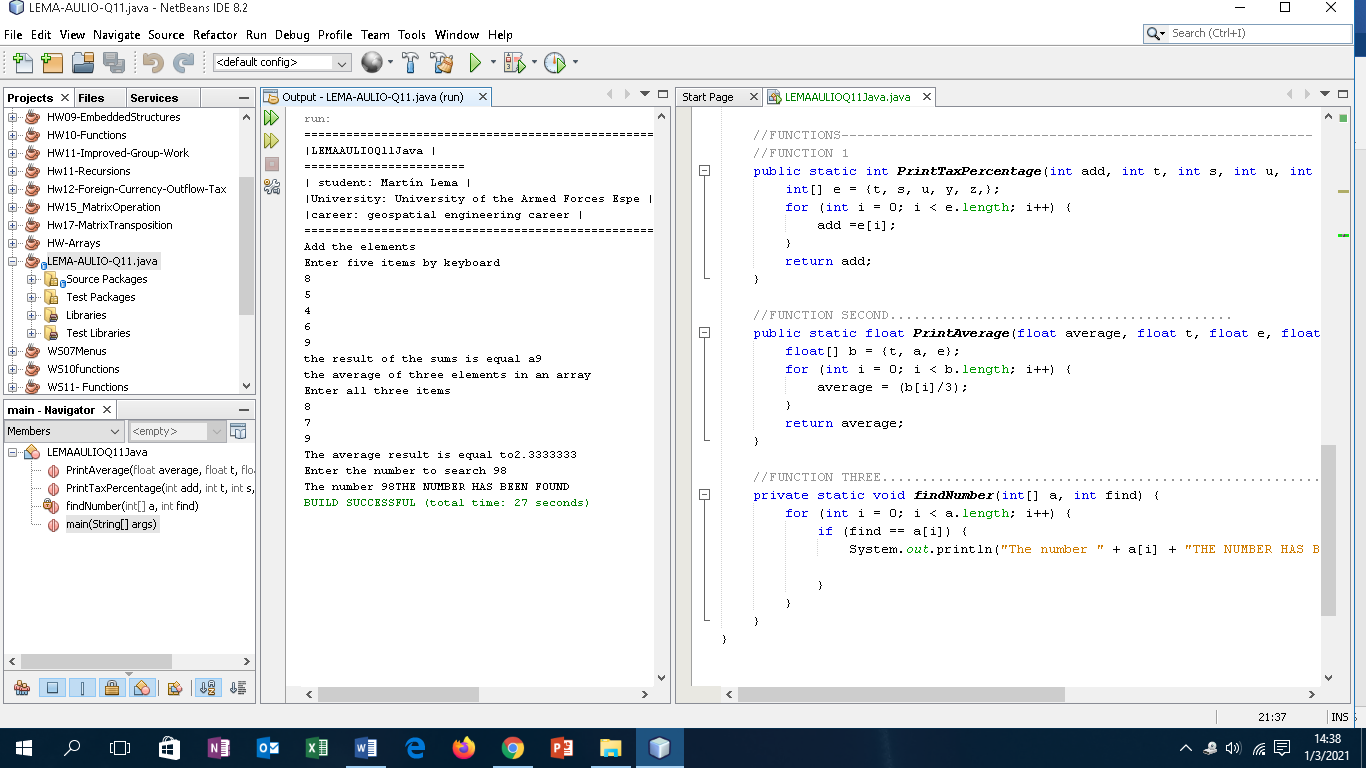 LEMA-AULIO-Q11.java - NetBeans IDE 8.2
File Edit View Navigate Source Refactor Run Debug Profile Team Tools Window Help
Search (Ctrl+I)
<default config>
Projects
Files
Services
HW09-EmbeddedStructures
HW10-Functions
HW11-Improved-Group-Work
Hw11-Recursions
Hw12-Foreign-Currency-Outflow-Tax
HW15_MatrixOperation
Hw17-MatrixTransposition
HW-Arrays
LEMA-AULIO-Q11.java
Source Packages
Test Packages
Libraries
Test Libraries
WS07Menus
WS10functions
WS11- Functions
main - Navigator
Members
<empty>
LEMAAULIOQ11Java
PrintAverage(float average, float t, floa
PrintTaxPercentage(int add, int t, int s,
findNumber(int[] a, int find)
main(String[] args)
Output - LEMA-AULIO-Q11.java (run)
run:
====================================================
|LEMAAULIOQ11Java |
========================
| student: Martín Lema |
|University: University of the Armed Forces Espe |
|career: geospatial engineering career |
====================================================
Add the elements
Enter five items by keyboard
8
5
4
6
9
the result of the sums is equal a9
the average of three elements in an array
Enter all three items
8
7
9
The average result is equal to2.3333333
Enter the number to search 98
The number 98THE NUMBER HAS BEEN FOUND
BUILD SUCCESSFUL (total time: 27 seconds)
Start Page
LEMAAULIOQ11Java.java
//FUNCTIONS-----------------------------------------------------------
//FUNCTION 1
public static int PrintTaxPercentage(int add, int t, int s, int u, int
int[] e = {t, s, u, y, z,};
for (int i = 0; i < e.length; i++) {
add =e[i];
}
return add;
}
//FUNCTION SECOND...........................................
public static float PrintAverage(float average, float t, float e, float
float[] b = {t, a, e};
for (int i = 0; i < b.length; i++) {
average = (b[i]/3);
}
return average;
}
//FUNCTION THREE.......................................................
private static void findNumber(int[] a, int find) {
for (int i = 0; i < a.length; i++) {
if (find == a[i]) {
System.out.println("The number " + a[i] + "THE NUMBER HAS B
}
}
}
}
21:37
INS
14:38
1/3/2021